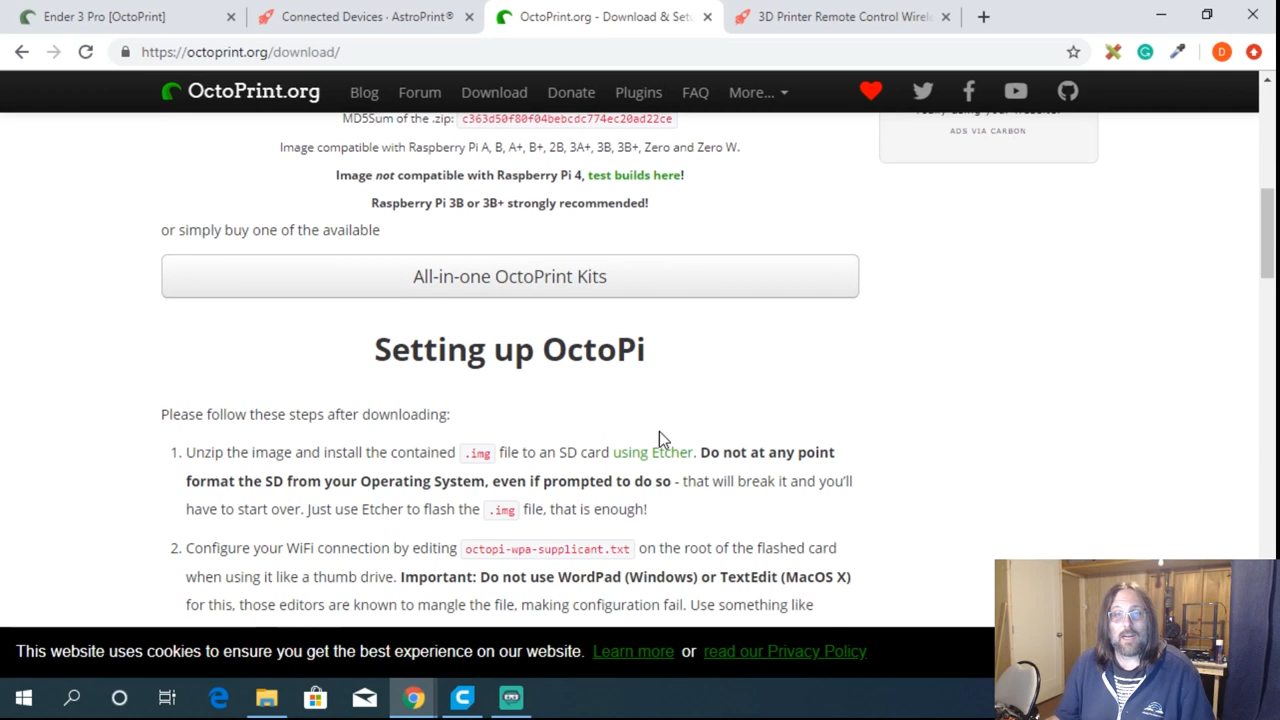 Ender 3 Pro [OctoPrint]
Connected Devices · AstroPrint®
OctoPrint.org - Download & Setu
3D Printer Remote Control Wirele
https://octoprint.org/download/
OctoPrint.org
Blog
Forum
Download
Donate
Plugins
FAQ
More...
MD5Sum of the .zip: c363d50f80f04bebcdc774ec20ad22ce
ADS VIA CARBON
Image compatible with Raspberry Pi A, B, A+, B+, 2B, 3A+, 3B, 3B+, Zero and Zero W.
Image not compatible with Raspberry Pi 4, test builds here!
Raspberry Pi 3B or 3B+ strongly recommended!
or simply buy one of the available
All-in-one OctoPrint Kits
Setting up OctoPi
Please follow these steps after downloading:
1. Unzip the image and install the contained .img file to an SD card using Etcher. Do not at any point
format the SD from your Operating System, even if prompted to do so - that will break it and you'll
have to start over. Just use Etcher to flash the .img file, that is enough!
2. Configure your WiFi connection by editing octopi-wpa-supplicant.txt on the root of the flashed card
when using it like a thumb drive. Important: Do not use WordPad (Windows) or TextEdit (MacOS X)
for this, those editors are known to mangle the file, making configuration fail. Use something like
This website uses cookies to ensure you get the best experience on our website. Learn more or read our Privacy Policy